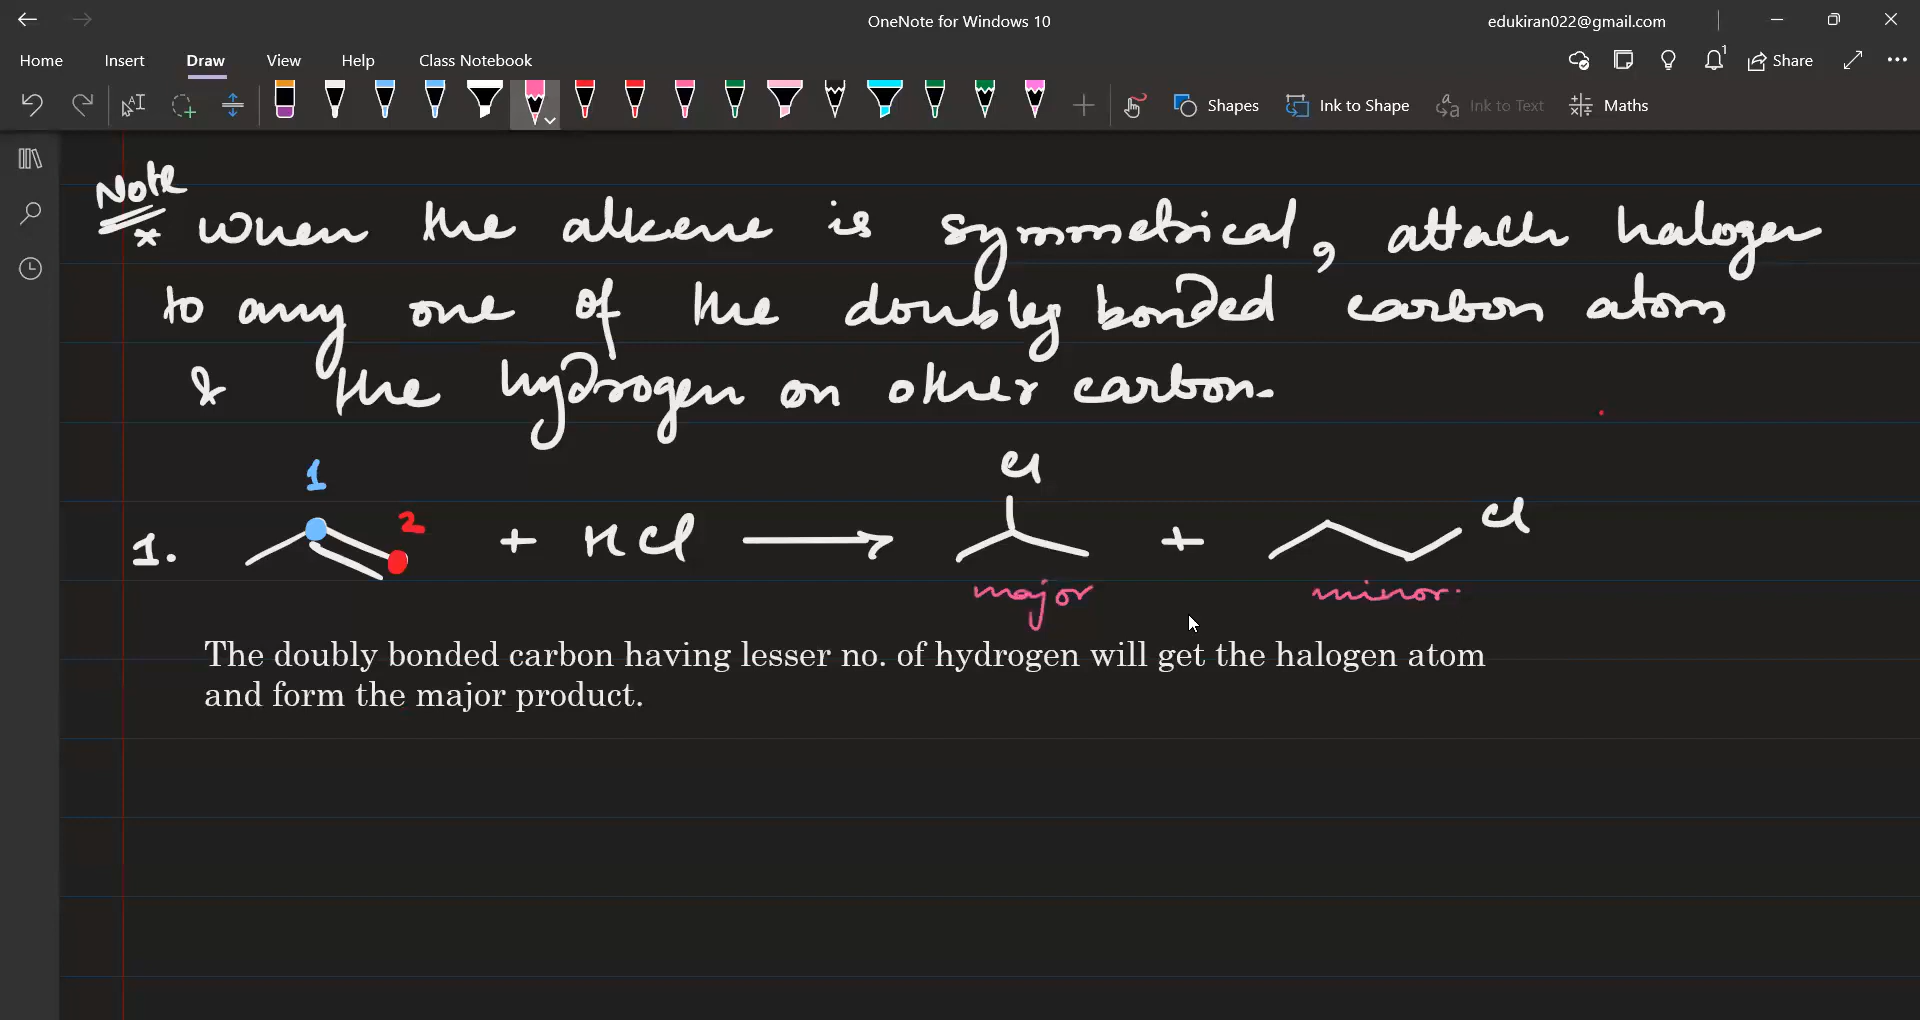 OneNote for Windows 10
edukiran022@gmail.com
Home Insert Draw View Help Class Notebook
1
Share
Shapes Ink to Shape Ink to Text Maths
Note
* when the alkene is symmetrical, attach halogen
to any one of the doubly bonded carbon atom
& the hydrogen on other carbon.
1 Cl
2 Cl
1. + HCl → +
major minor.
The doubly bonded carbon having lesser no. of hydrogen will get the halogen atom
and form the major product.